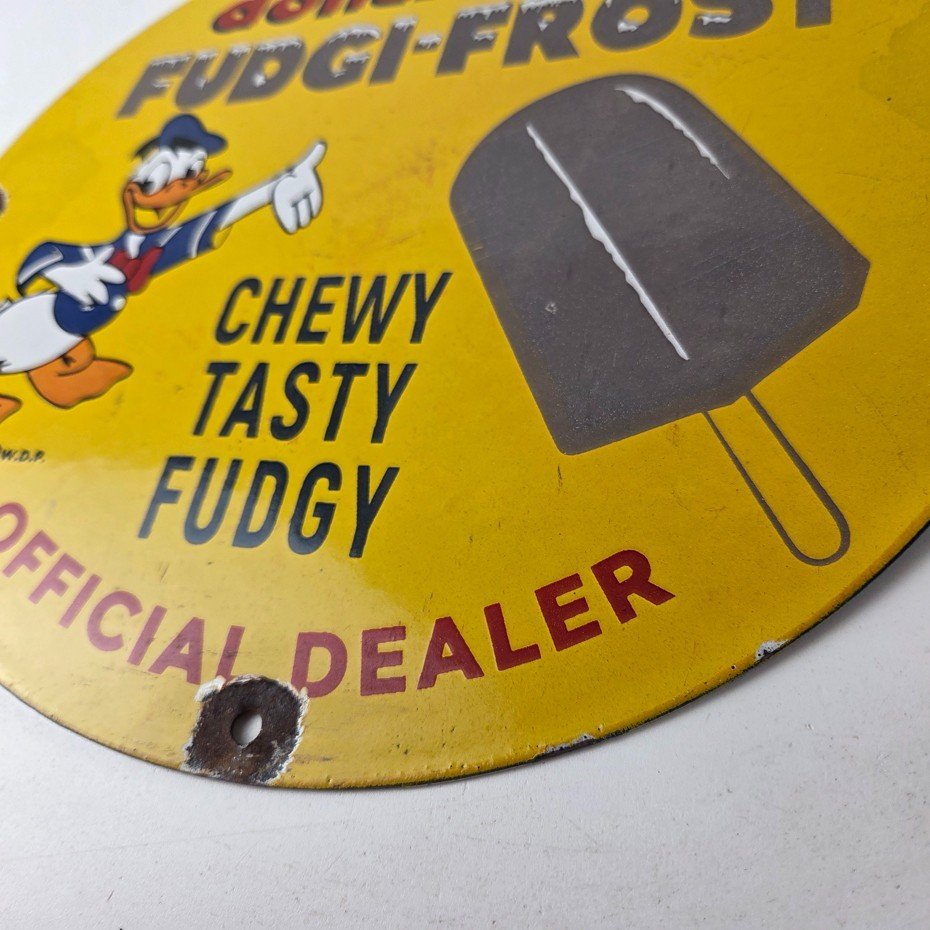 FUDGI-FROST
CHEWY
TASTY
FUDGY
W.D.P.
OFFICIAL DEALER